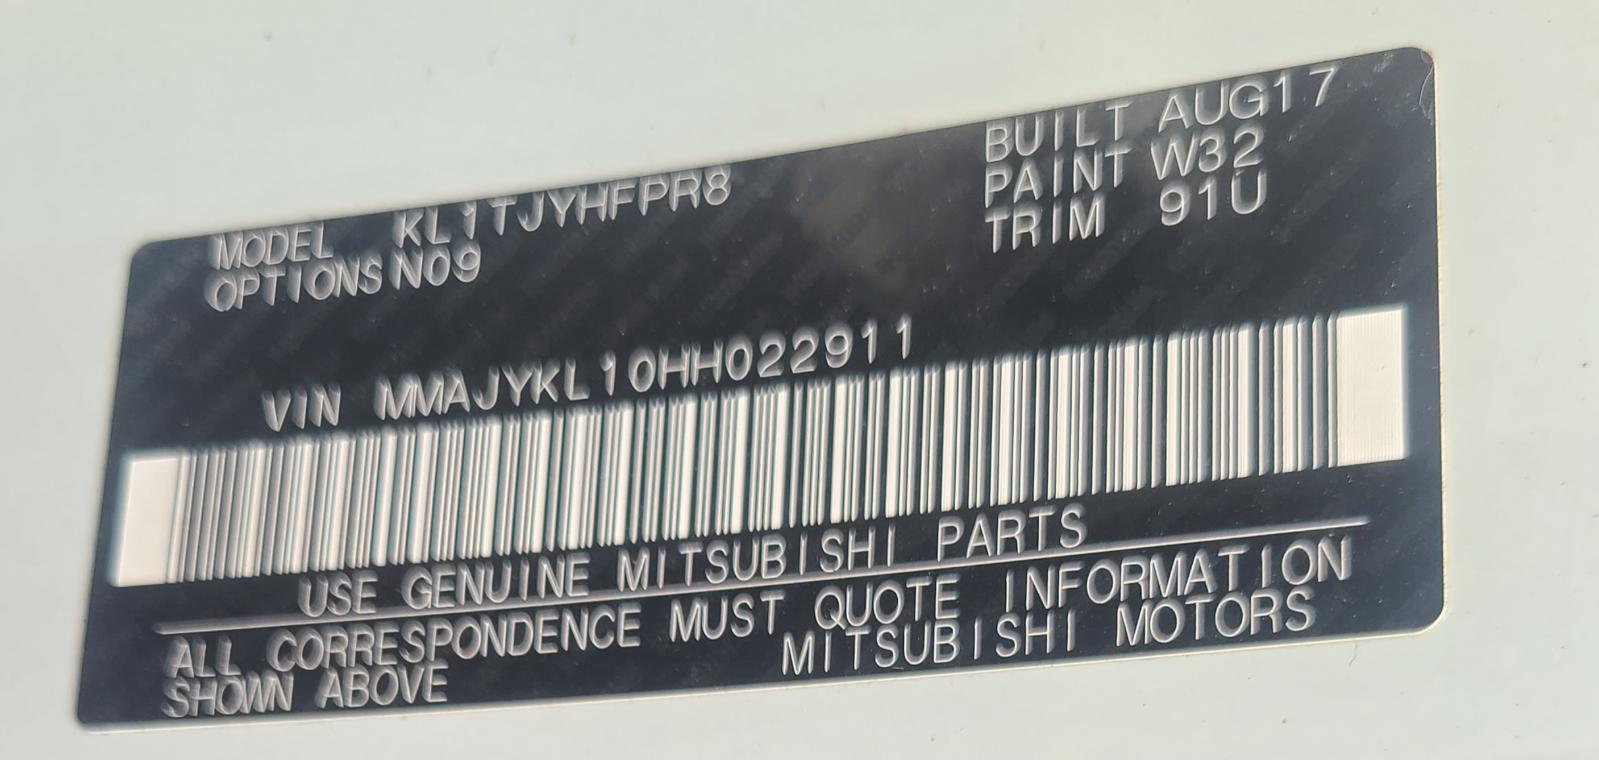 MODEL KL1TJYHFPR8
OPTIONS N09
BUILT AUG17
PAINT W32
TRIM 91U
VIN MMAJYKL10HH022911
USE GENUINE MITSUBISHI PARTS
ALL CORRESPONDENCE MUST QUOTE INFORMATION
SHOWN ABOVE MITSUBISHI MOTORS